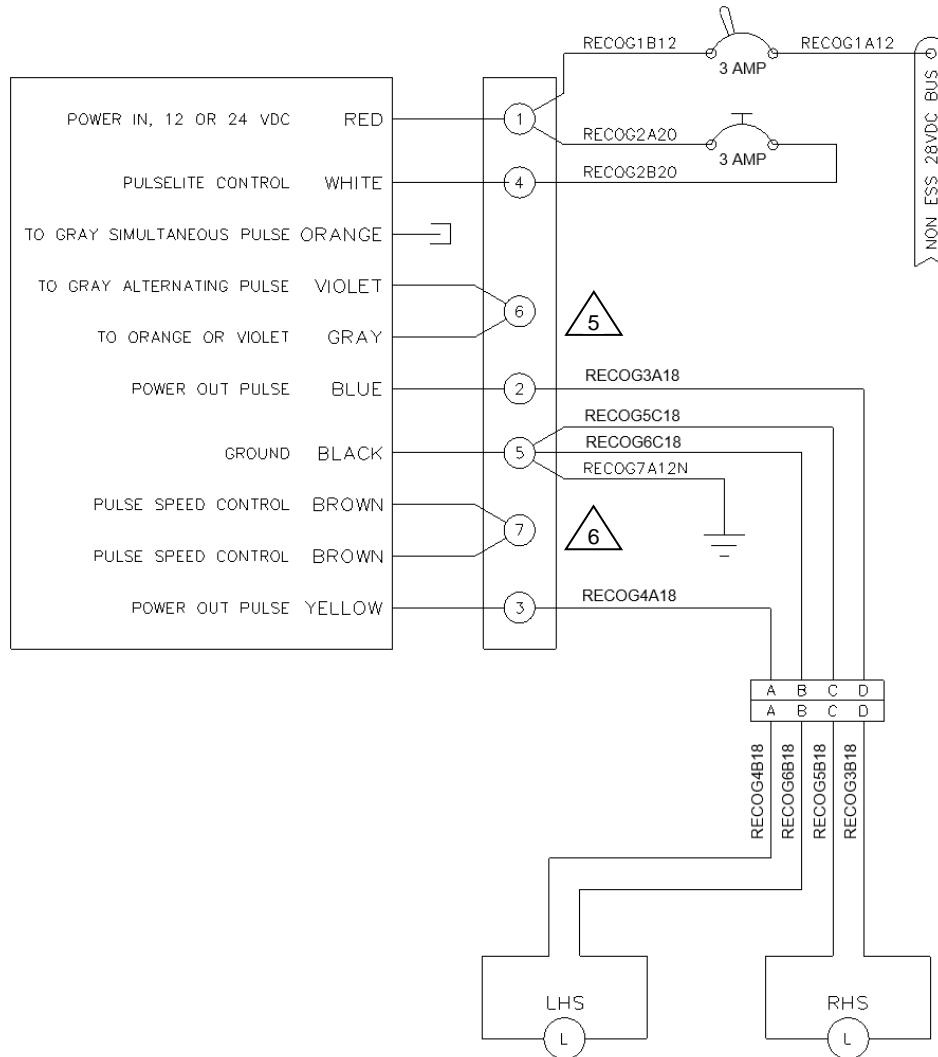 RECOG1B12
RECOG1A12
3 AMP
NON ESS 28VDC BUS
POWER IN, 12 OR 24 VDC RED
1
RECOG2A20
3 AMP
RECOG2B20
PULSELITE CONTROL WHITE
4
TO GRAY SIMULTANEOUS PULSE ORANGE
TO GRAY ALTERNATING PULSE VIOLET
6
5
TO ORANGE OR VIOLET GRAY
POWER OUT PULSE BLUE
2
RECOG3A18
RECOG5C18
GROUND BLACK
5
RECOG6C18
RECOG7A12N
PULSE SPEED CONTROL BROWN
7
6
PULSE SPEED CONTROL BROWN
POWER OUT PULSE YELLOW
3
RECOG4A18
A B C D
A B C D
RECOG4B18
RECOG6B18
RECOG5B18
RECOG3B18
LHS
L
RHS
L